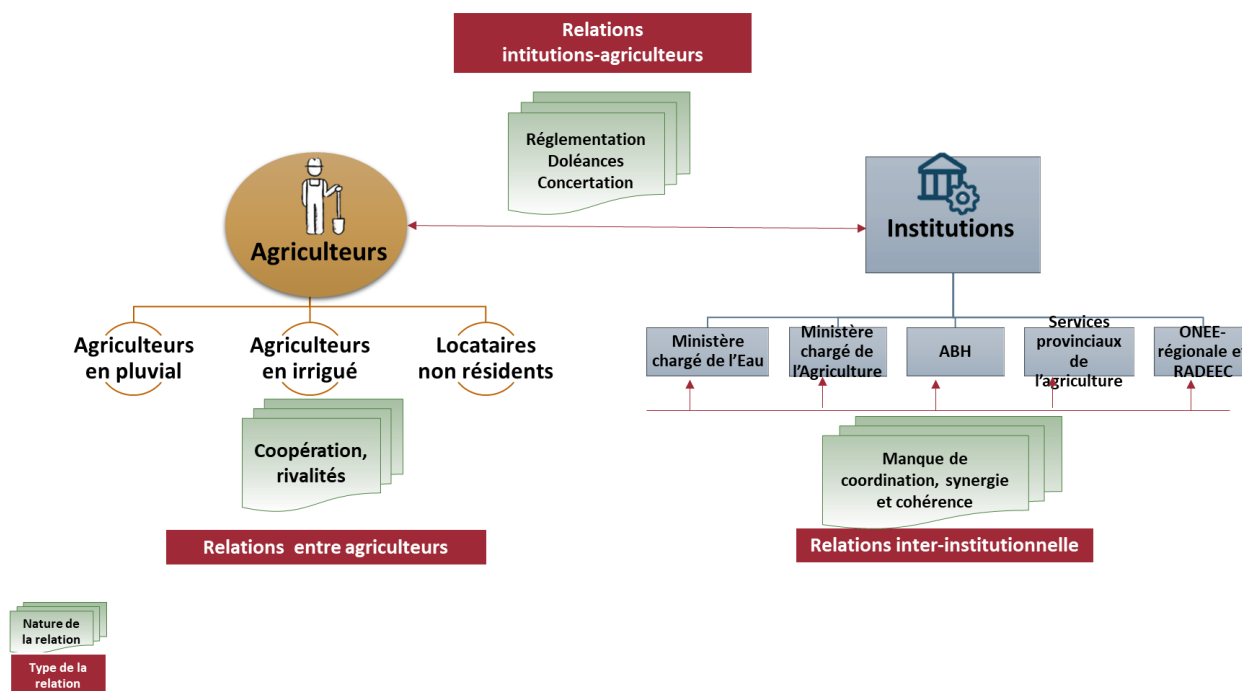 Relations
intitutions-agriculteurs
Réglementation
Doléances
Concertation
Agriculteurs
Institutions
Agriculteurs
en pluvial
Agriculteurs
en irrigué
Locataires
non résidents
Ministère
chargé de l'Eau
Ministère
chargé de
l'Agriculture
ABH
Services
provinciaux
de
l'agriculture
ONEE-
régionale et
RADEEC
Coopération,
rivalités
Manque de
coordination, synergie
et cohérence
Relations entre agriculteurs
Relations inter-institutionnelle
Nature de
la relation
Type de la
relation